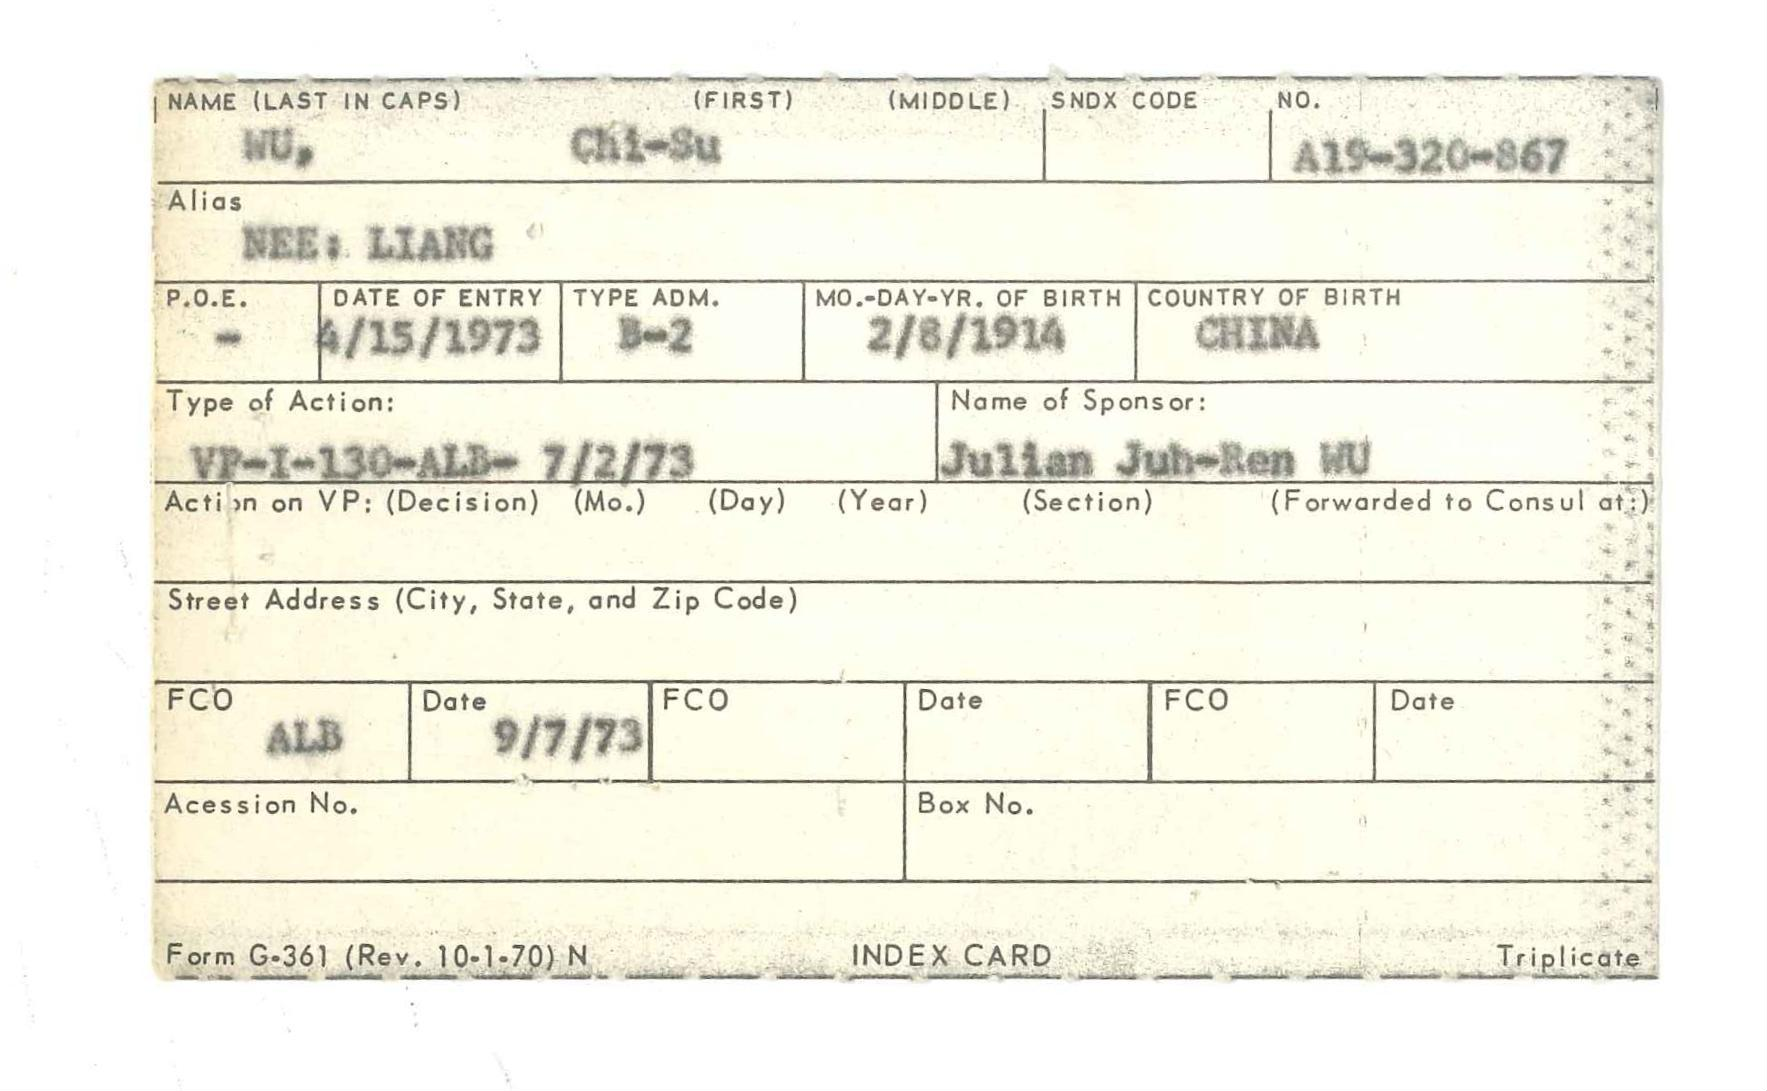 NAME (LAST IN CAPS) (FIRST) (MIDDLE) SNDX CODE NO.
WU, Chi-Su A19-320-867
Alias
NEE: LIANG
P.O.E. DATE OF ENTRY TYPE ADM. MO.-DAY-YR. OF BIRTH COUNTRY OF BIRTH
- 4/15/1973 B-2 2/8/1914 CHINA
Type of Action: Name of Sponsor:
VP-I-130-ALB- 7/2/73 Julian Juh-Ren WU
Action on VP: (Decision) (Mo.) (Day) (Year) (Section) (Forwarded to Consul at:)
Street Address (City, State, and Zip Code)
FCO Date FCO Date FCO Date
ALB 9/7/73
Acession No. Box No.
Form G-361 (Rev. 10-1-70) N INDEX CARD Triplicate